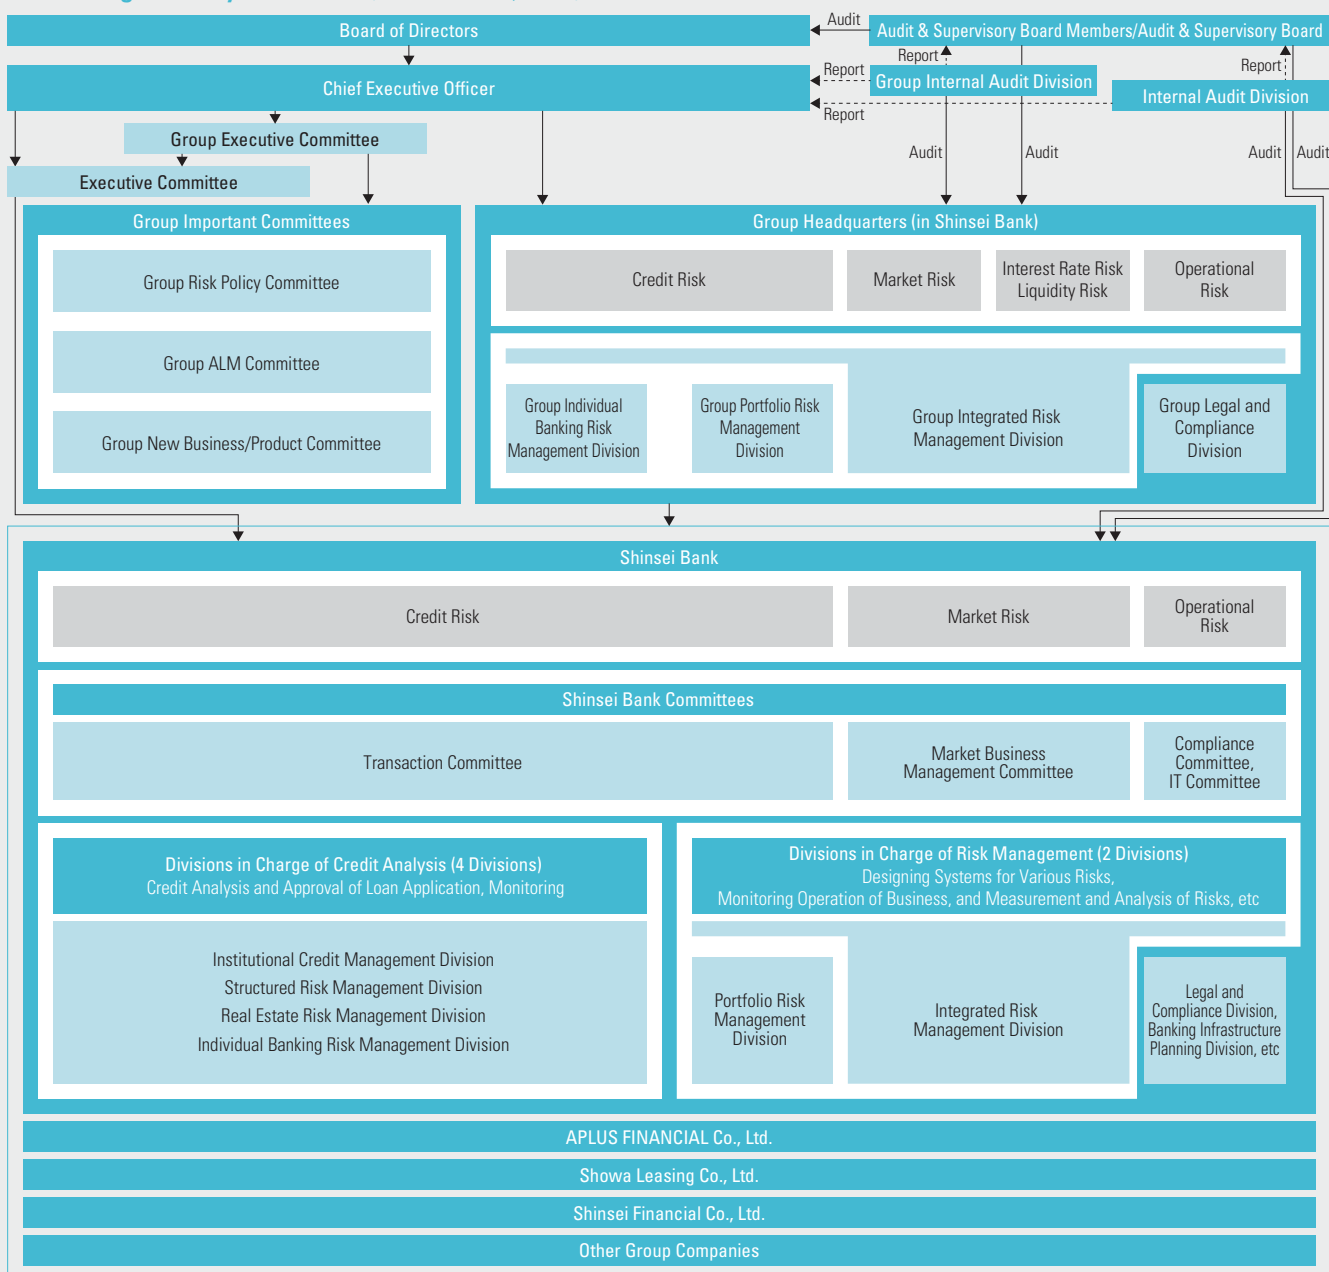 Board of Directors
Audit
Audit & Supervisory Board Members/Audit & Supervisory Board
Report
Report
Report
Chief Executive Officer
Group Internal Audit Division
Internal Audit Division
Report
Group Executive Committee
Audit
Audit
Audit
Audit
Executive Committee
Group Important Committees
Group Risk Policy Committee
Group ALM Committee
Group New Business/Product Committee
Group Headquarters (in Shinsei Bank)
Credit Risk
Market Risk
Interest Rate Risk
Liquidity Risk
Operational
Risk
Group Individual
Banking Risk
Management Division
Group Portfolio Risk
Management
Division
Group Integrated Risk
Management Division
Group Legal and
Compliance
Division
Shinsei Bank
Credit Risk
Market Risk
Operational
Risk
Shinsei Bank Committees
Transaction Committee
Market Business
Management Committee
Compliance
Committee,
IT Committee
Divisions in Charge of Credit Analysis (4 Divisions)
Credit Analysis and Approval of Loan Application, Monitoring
Institutional Credit Management Division
Structured Risk Management Division
Real Estate Risk Management Division
Individual Banking Risk Management Division
Divisions in Charge of Risk Management (2 Divisions)
Designing Systems for Various Risks,
Monitoring Operation of Business, and Measurement and Analysis of Risks, etc
Portfolio Risk
Management
Division
Integrated Risk
Management Division
Legal and
Compliance Division,
Banking Infrastructure
Planning Division, etc
APLUS FINANCIAL Co., Ltd.
Showa Leasing Co., Ltd.
Shinsei Financial Co., Ltd.
Other Group Companies